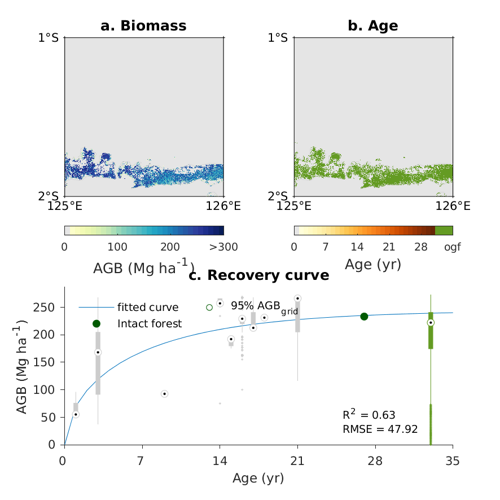 a. Biomass
b. Age
1°S
1°S
2°S
2°S
125°E 126°E
125°E 126°E
0 100 200 >300
0 7 14 21 28 ogf
AGB (Mg ha-1)
Age (yr)
c. Recovery curve
fitted curve
95% AGBgrid
Intact forest
250
200
150
100
50
0
AGB (Mg ha-1)
R2 = 0.63
RMSE = 47.92
0 7 14 21 28 35
Age (yr)